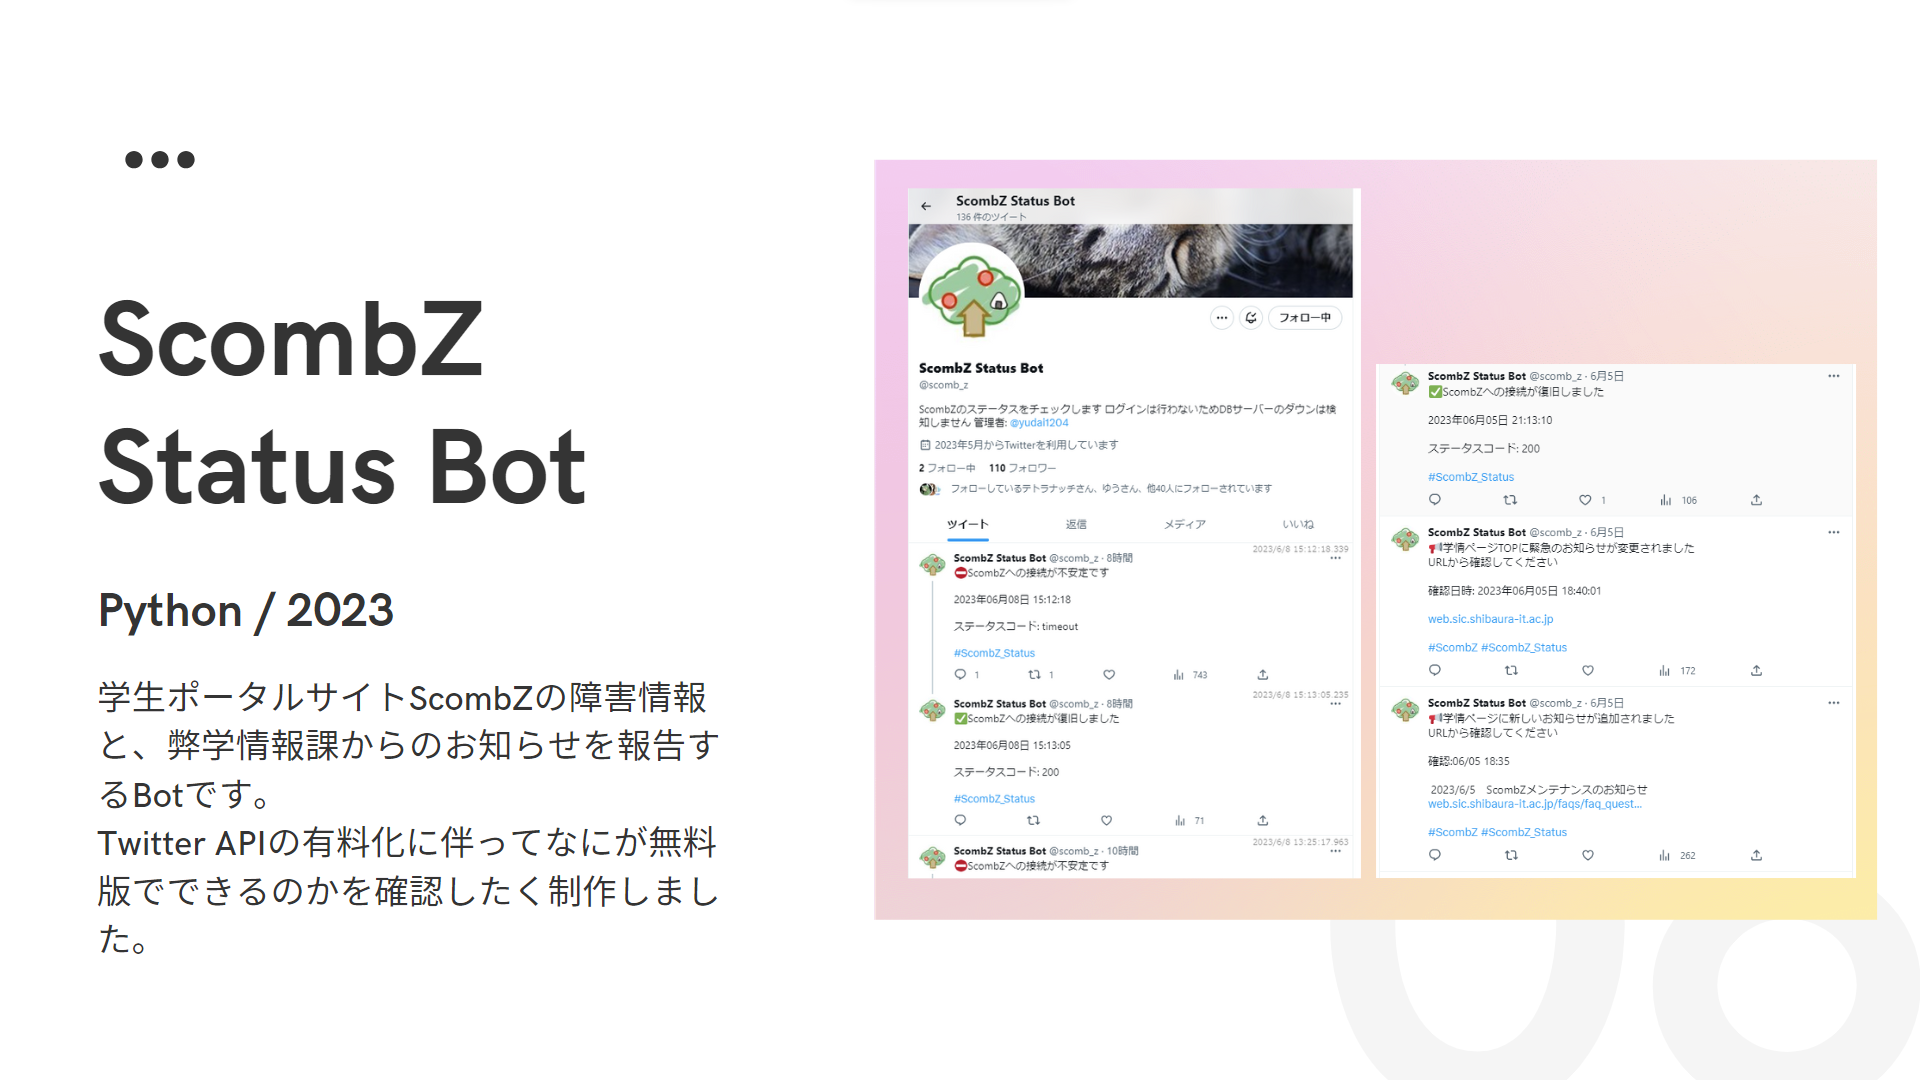 ScombZ
Status Bot
Python / 2023
学生ポータルサイトScombZの障害情報
と、弊学情報課からのお知らせを報告す
るBotです。
Twitter APIの有料化に伴ってなにが無料
版でできるのかを確認したく制作しまし
た。
ScombZ Status Bot
136 件のツイート
フォロー中
ScombZ Status Bot
@scomb_z
ScombZのステータスをチェックします ログインは行わないためDBサーバーのダウンは検
知しません 管理者: @yudai1204
2023年5月からTwitterを利用しています
2 フォロー中 110 フォロワー
フォローしているテトラナッチさん、ゆうさん、他40人にフォローされています
ツイート 返信 メディア いいね
2023/6/8 15:12:18.339
ScombZ Status Bot @scomb_z · 8時間
⛔ScombZへの接続が不安定です
2023年06月08日 15:12:18
ステータスコード: timeout
#ScombZ_Status
1 1 743
2023/6/8 15:13:05.235
ScombZ Status Bot @scomb_z · 8時間
✅ScombZへの接続が復旧しました
2023年06月08日 15:13:05
ステータスコード: 200
#ScombZ_Status
71
2023/6/8 13:25:17.963
ScombZ Status Bot @scomb_z · 10時間
⛔ScombZへの接続が不安定です
ScombZ Status Bot @scomb_z · 6月5日
✅ScombZへの接続が復旧しました
2023年06月05日 21:13:10
ステータスコード: 200
#ScombZ_Status
1 106
ScombZ Status Bot @scomb_z · 6月5日
📢学情ページTOPに緊急のお知らせが変更されました
URLから確認してください
確認日時: 2023年06月05日 18:40:01
web.sic.shibaura-it.ac.jp
#ScombZ #ScombZ_Status
172
ScombZ Status Bot @scomb_z · 6月5日
📢学情ページに新しいお知らせが追加されました
URLから確認してください
確認:06/05 18:35
2023/6/5 ScombZメンテナンスのお知らせ
web.sic.shibaura-it.ac.jp/faqs/faq_quest...
#ScombZ #ScombZ_Status
262
08